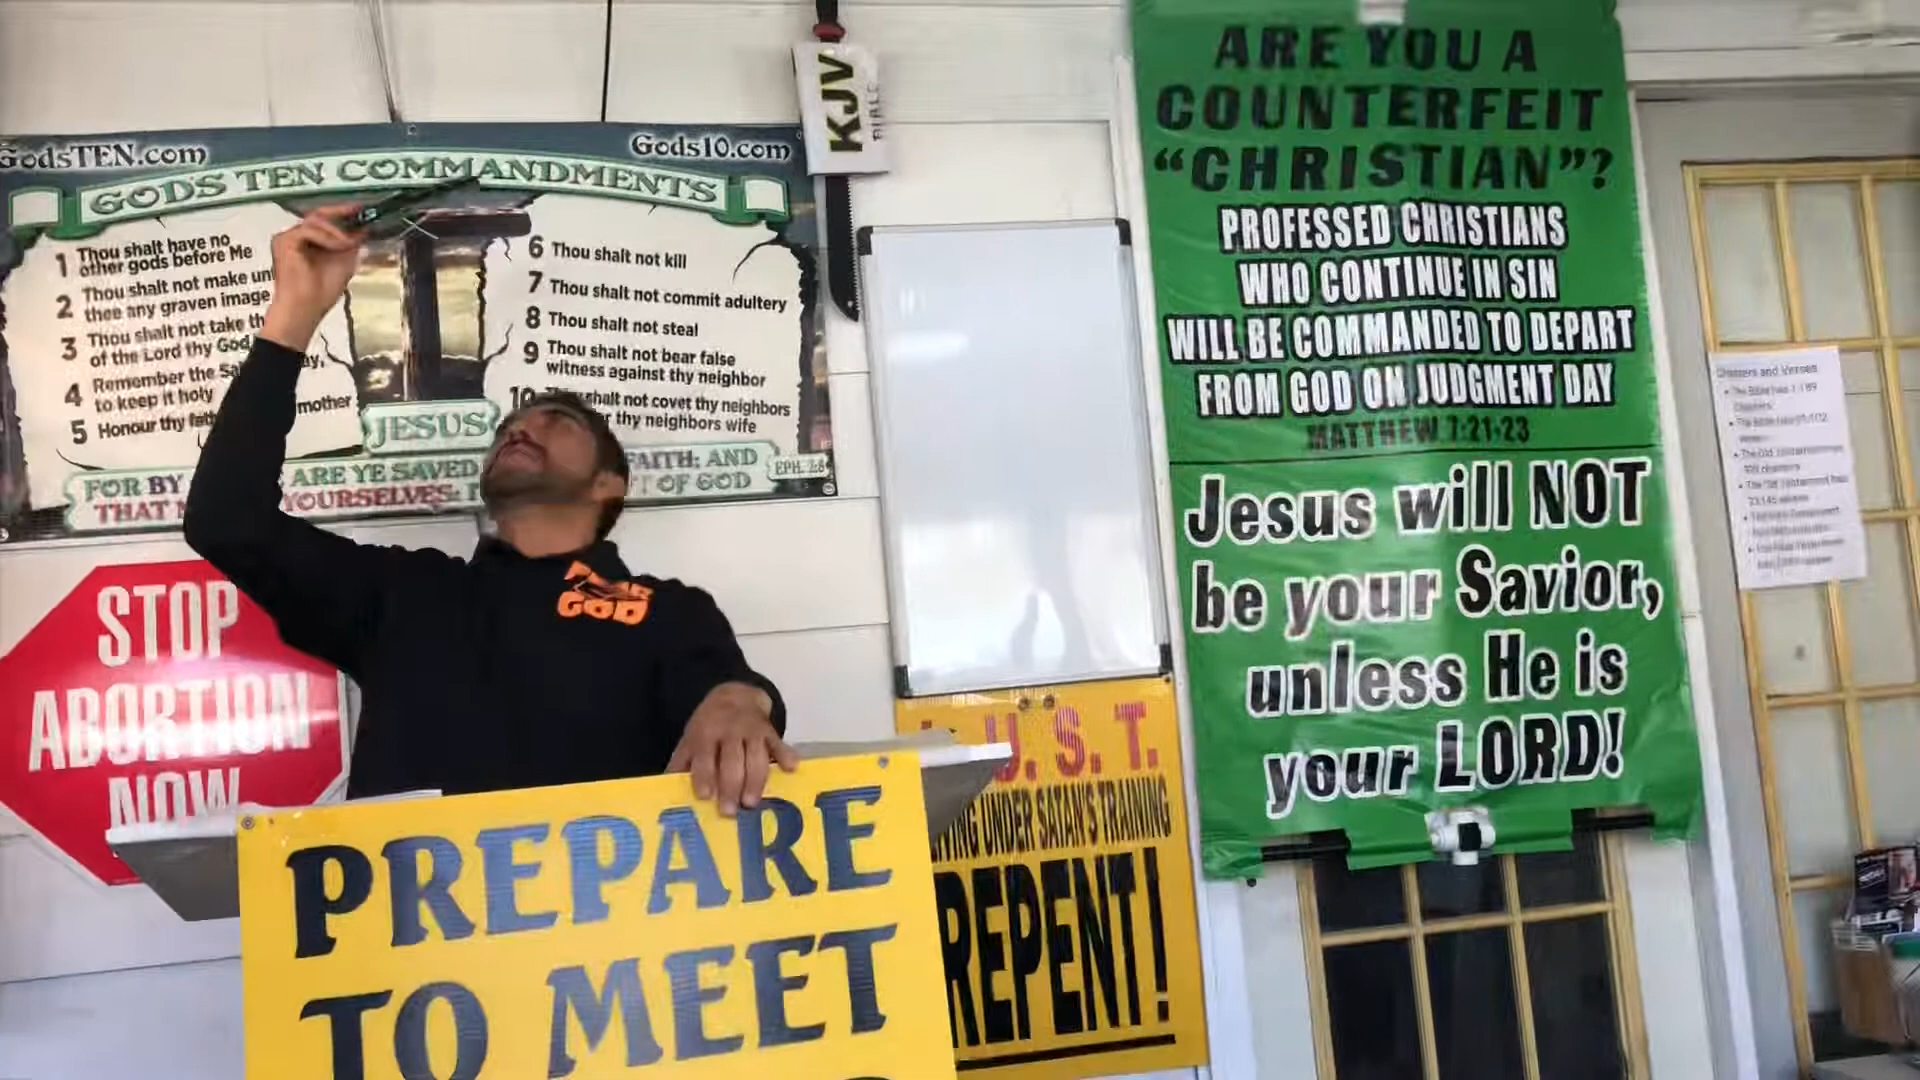 GodsTEN.com
Gods10.com
GOD'S TEN COMMANDMENTS
1 Thou shalt have no
other gods before Me
2 Thou shalt not make un
thee any graven image
3 Thou shalt not take th
of the Lord thy God
4 Remember the
to keep it holy
5 Honour thy
mother
6 Thou shalt not kill
7 Thou shalt not commit adultery
8 Thou shalt not steal
9 Thou shalt not bear false
witness against thy neighbor
10 shalt not covet thy neighbors
thy neighbors wife
JESUS
FOR BY ARE YE SAVED FAITH; AND
THAT YOURSELVES: OF GOD
EPH. 2:8
KJV
BIBLE
STOP
ABORTION
NOW
GOD
PREPARE
TO MEET
U. S. T.
UNDER SATAN'S TRAINING
REPENT!
ARE YOU A
COUNTERFEIT
"CHRISTIAN"?
PROFESSED CHRISTIANS
WHO CONTINUE IN SIN
WILL BE COMMANDED TO DEPART
FROM GOD ON JUDGMENT DAY
MATTHEW 7:21-23
Jesus will NOT
be your Savior,
unless He is
your LORD!
and Verses